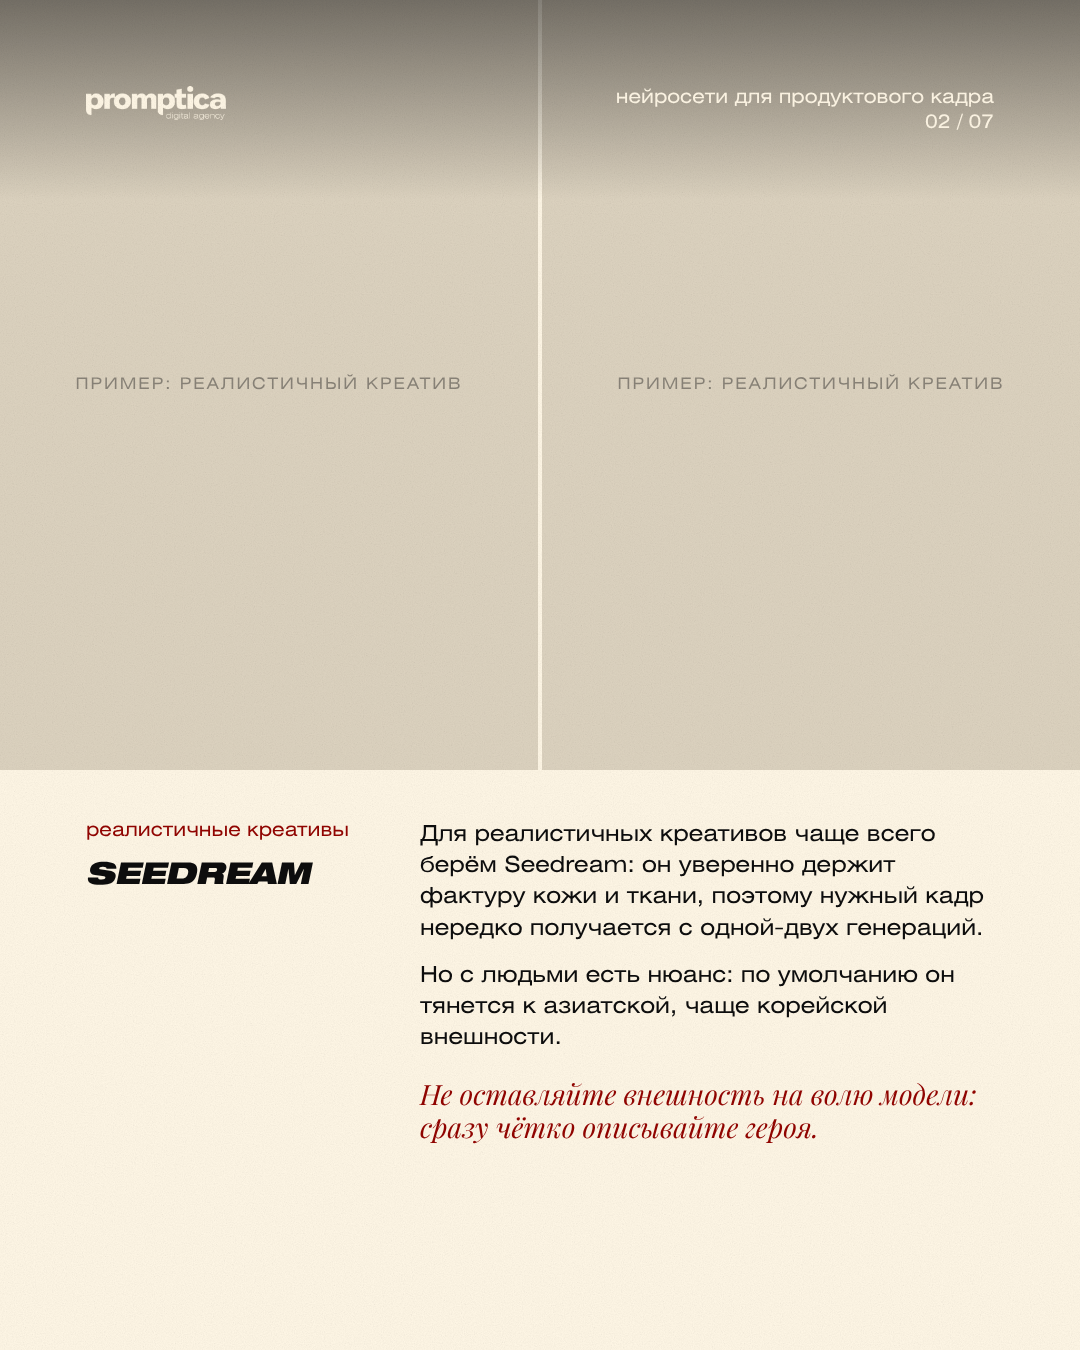 promptica
digital agency
нейросети для продуктового кадра
02 / 07
ПРИМЕР: РЕАЛИСТИЧНЫЙ КРЕАТИВ
ПРИМЕР: РЕАЛИСТИЧНЫЙ КРЕАТИВ
реалистичные креативы
SEEDREAM
Для реалистичных креативов чаще всего
берём Seedream: он уверенно держит
фактуру кожи и ткани, поэтому нужный кадр
нередко получается с одной-двух генераций.
Но с людьми есть нюанс: по умолчанию он
тянется к азиатской, чаще корейской
внешности.
Не оставляйте внешность на волю модели:
сразу чётко описывайте героя.